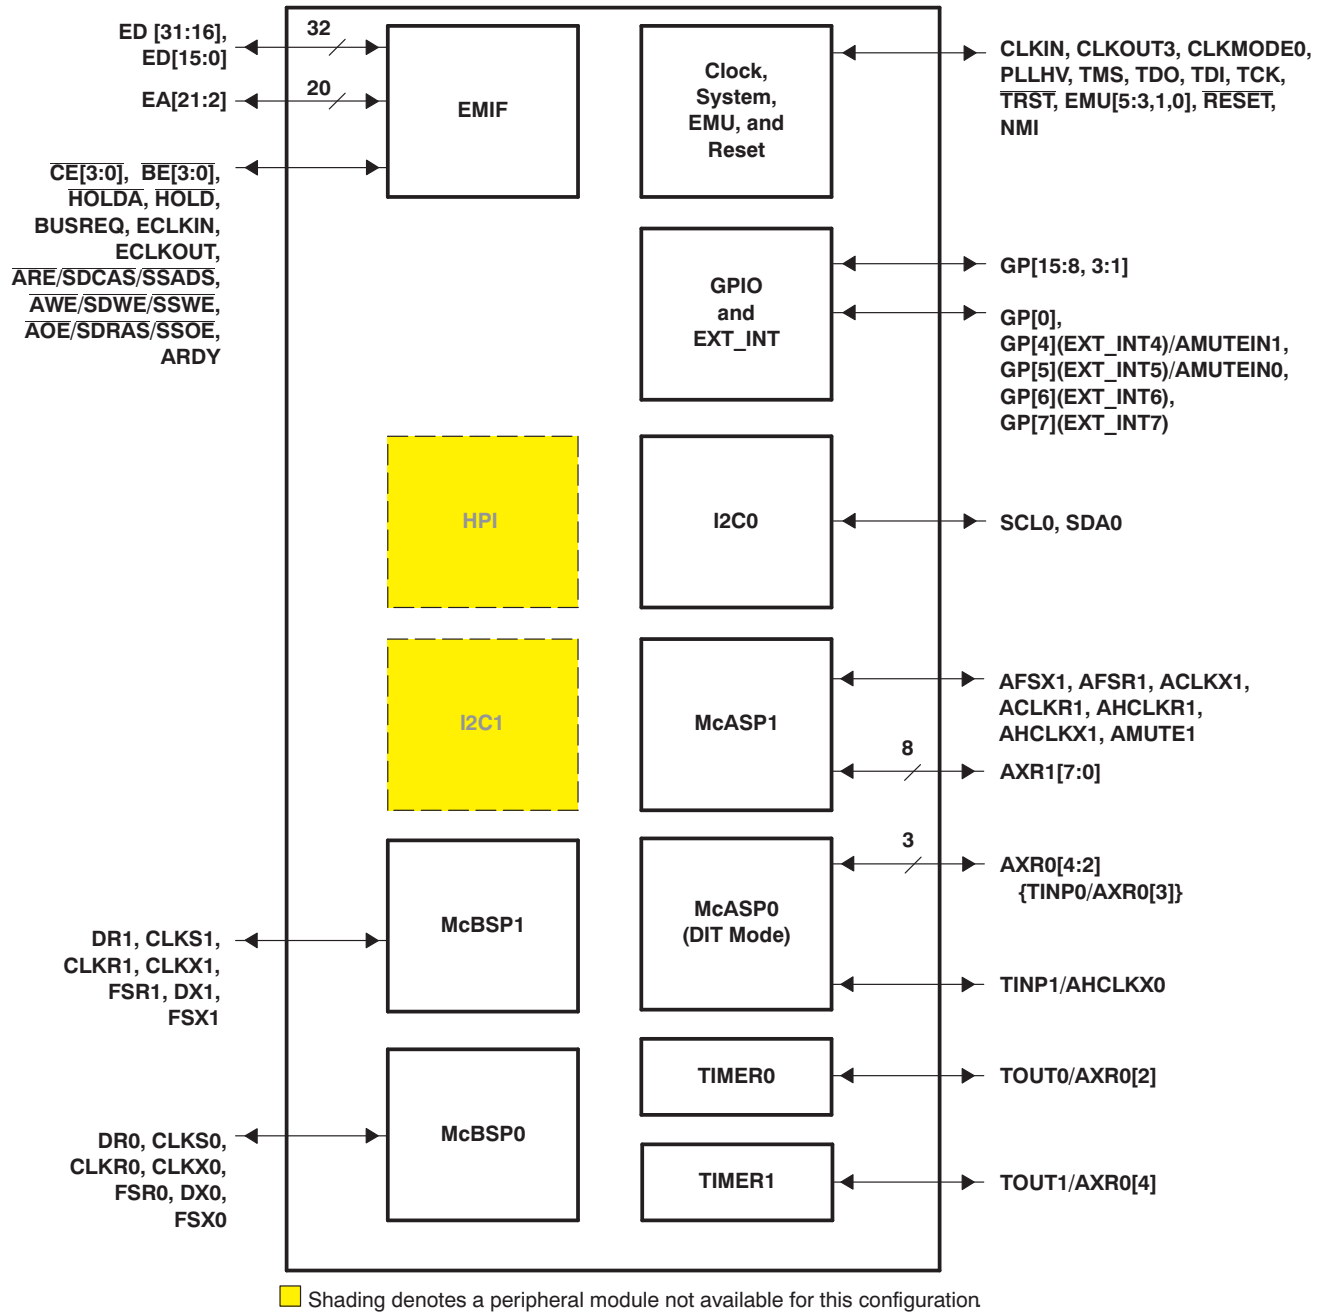 ED [31:16],
ED[15:0]
32
EA[21:2]
20
EMIF
CE[3:0], BE[3:0],
HOLDA, HOLD,
BUSREQ, ECLKIN,
ECLKOUT,
ARE/SDCAS/SSADS,
AWE/SDWE/SSWE,
AOE/SDRAS/SSOE,
ARDY
Clock,
System,
EMU, and
Reset
CLKIN, CLKOUT3, CLKMODE0,
PLLHV, TMS, TDO, TDI, TCK,
TRST, EMU[5:3,1,0], RESET,
NMI
GPIO
and
EXT_INT
GP[15:8, 3:1]
GP[0],
GP[4](EXT_INT4)/AMUTEIN1,
GP[5](EXT_INT5)/AMUTEIN0,
GP[6](EXT_INT6),
GP[7](EXT_INT7)
HPI
I2C0
SCL0, SDA0
I2C1
McASP1
AFSX1, AFSR1, ACLKX1,
ACLKR1, AHCLKR1,
AHCLKX1, AMUTE1
8
AXR1[7:0]
McBSP1
DR1, CLKS1,
CLKR1, CLKX1,
FSR1, DX1,
FSX1
McASP0
(DIT Mode)
3
AXR0[4:2]
{TINP0/AXR0[3]}
TINP1/AHCLKX0
McBSP0
DR0, CLKS0,
CLKR0, CLKX0,
FSR0, DX0,
FSX0
TIMER0
TOUT0/AXR0[2]
TIMER1
TOUT1/AXR0[4]
Shading denotes a peripheral module not available for this configuration.